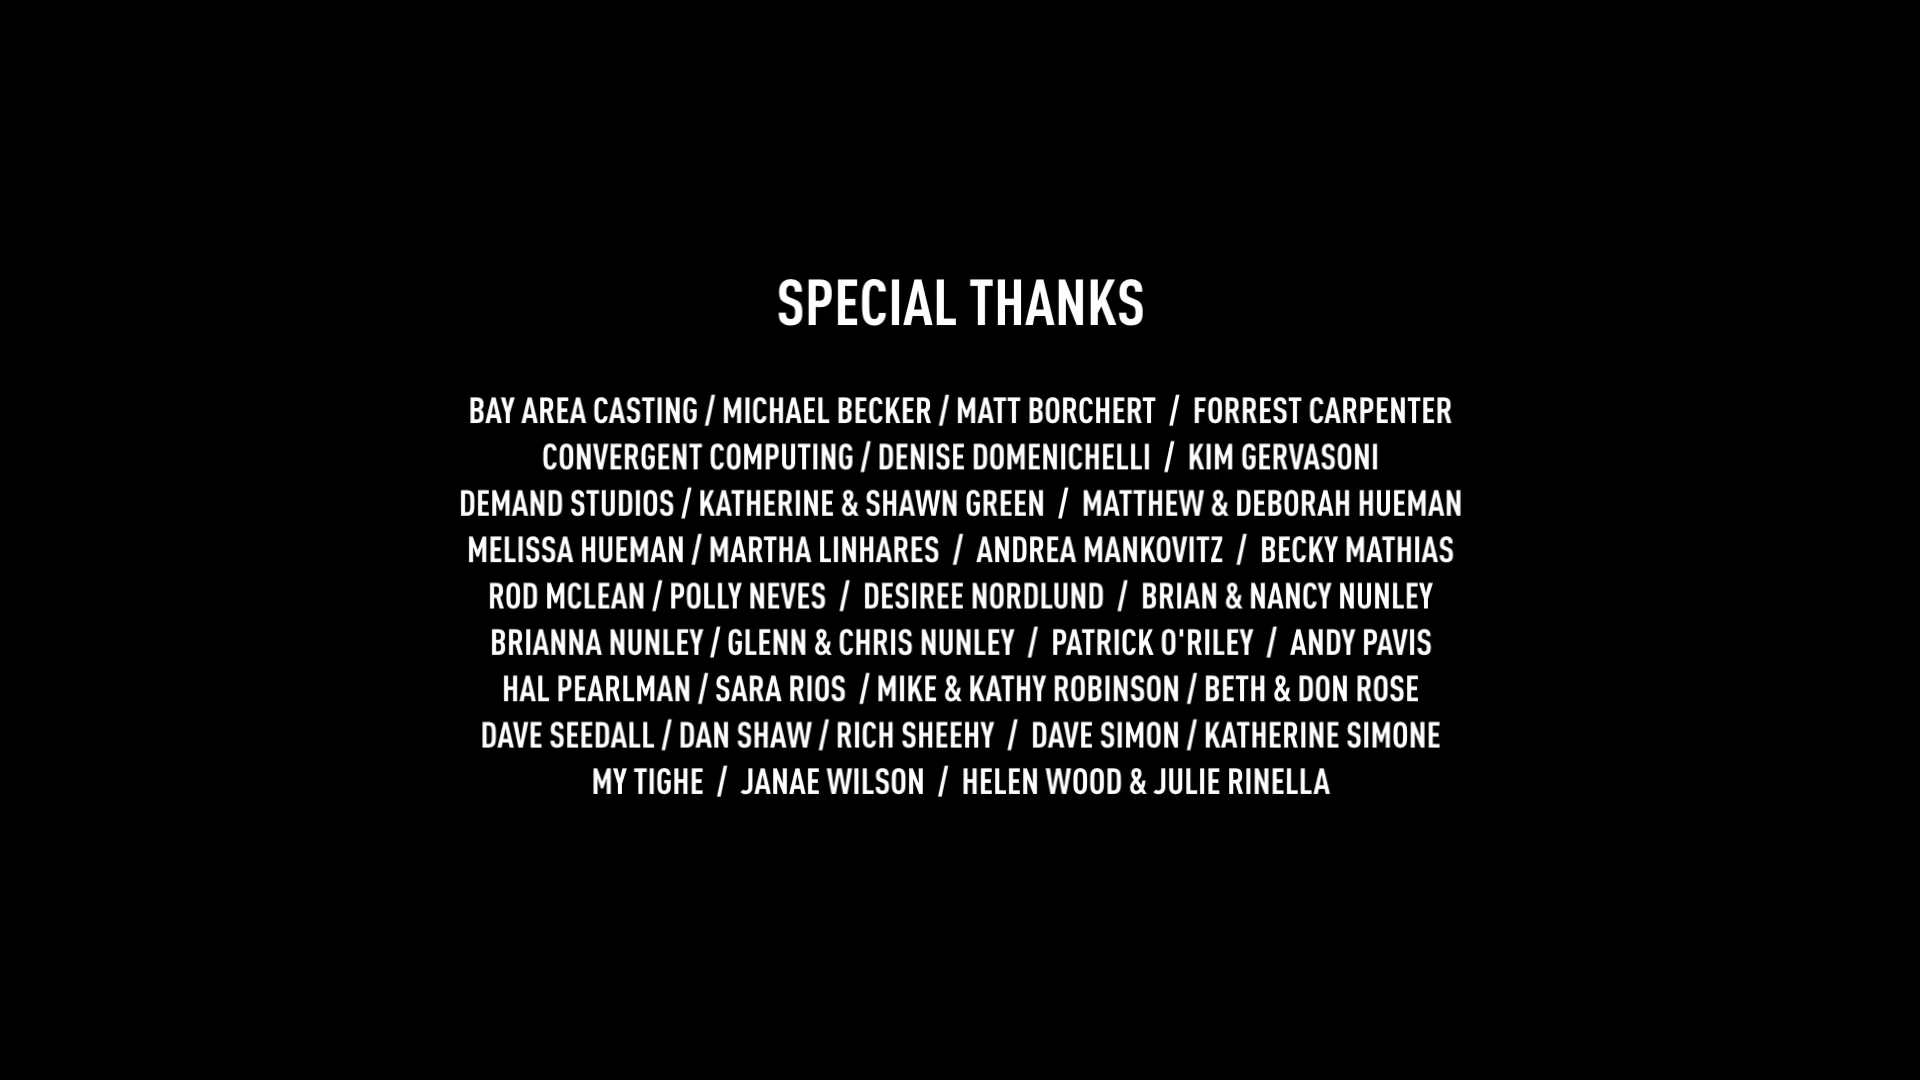 SPECIAL THANKS
BAY AREA CASTING / MICHAEL BECKER / MATT BORCHERT / FORREST CARPENTER
CONVERGENT COMPUTING / DENISE DOMENICHELLI / KIM GERVASONI
DEMAND STUDIOS / KATHERINE & SHAWN GREEN / MATTHEW & DEBORAH HUEMAN
MELISSA HUEMAN / MARTHA LINHARES / ANDREA MANKOVITZ / BECKY MATHIAS
ROD MCLEAN / POLLY NEVES / DESIREE NORDLUND / BRIAN & NANCY NUNLEY
BRIANNA NUNLEY / GLENN & CHRIS NUNLEY / PATRICK O'RILEY / ANDY PAVIS
HAL PEARLMAN / SARA RIOS / MIKE & KATHY ROBINSON / BETH & DON ROSE
DAVE SEEDALL / DAN SHAW / RICH SHEEHY / DAVE SIMON / KATHERINE SIMONE
MY TIGHE / JANAE WILSON / HELEN WOOD & JULIE RINELLA